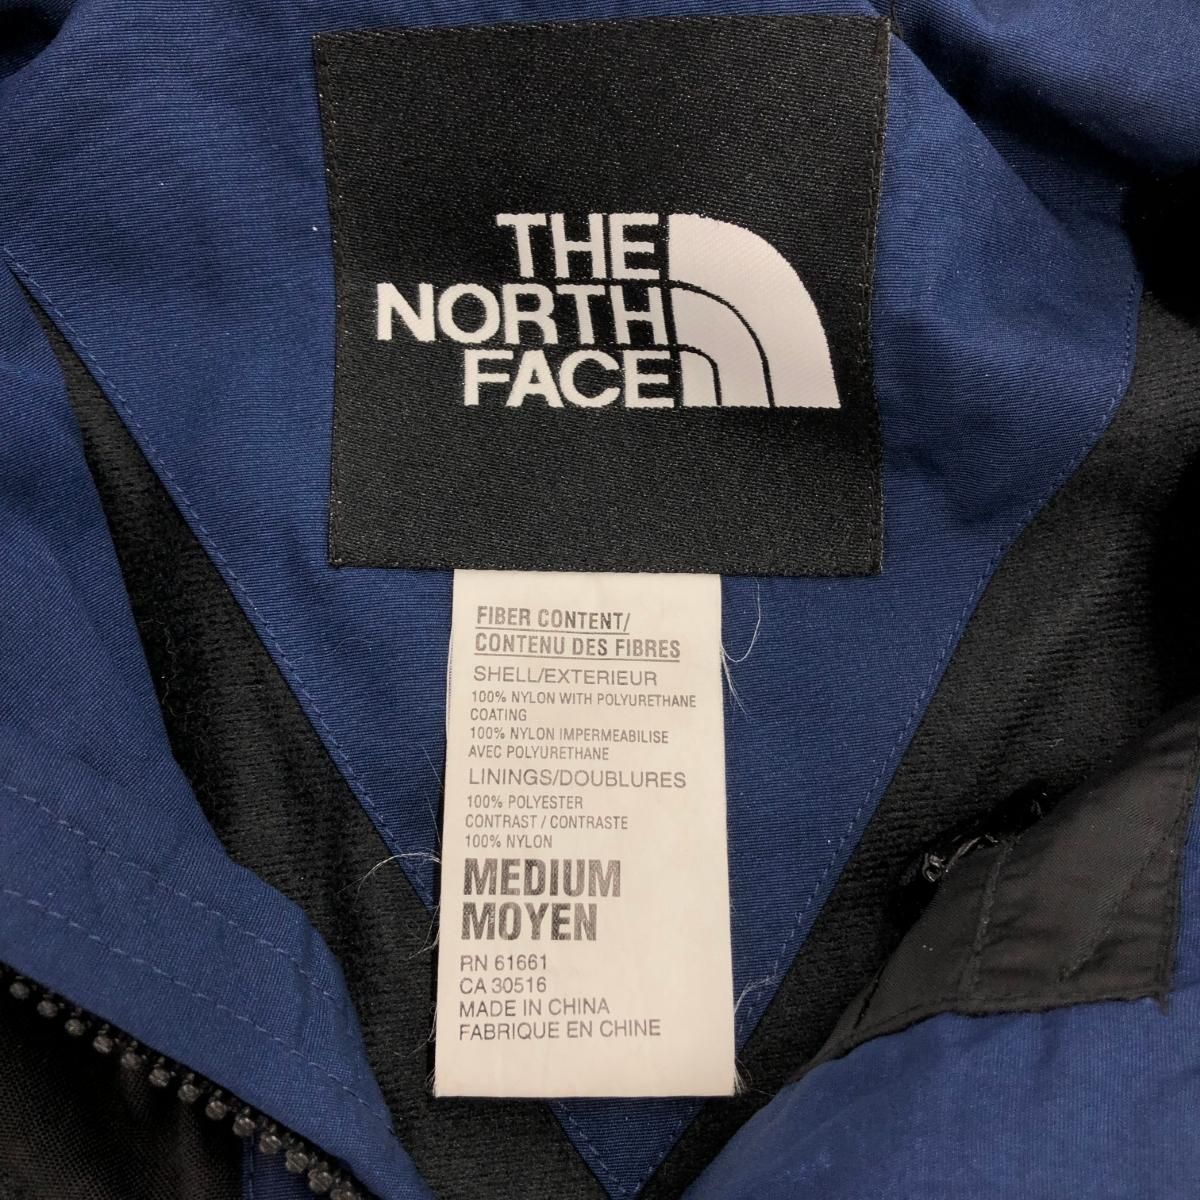 THE
NORTH
FACE
FIBER CONTENT/
CONTENU DES FIBRES
SHELL/EXTERIEUR
100% NYLON WITH POLYURETHANE
COATING
100% NYLON IMPERMEABILISE
AVEC POLYURETHANE
LININGS/DOUBLURES
100% POLYESTER
CONTRAST / CONTRASTE
100% NYLON
MEDIUM
MOYEN
RN 61661
CA 30516
MADE IN CHINA
FABRIQUE EN CHINE